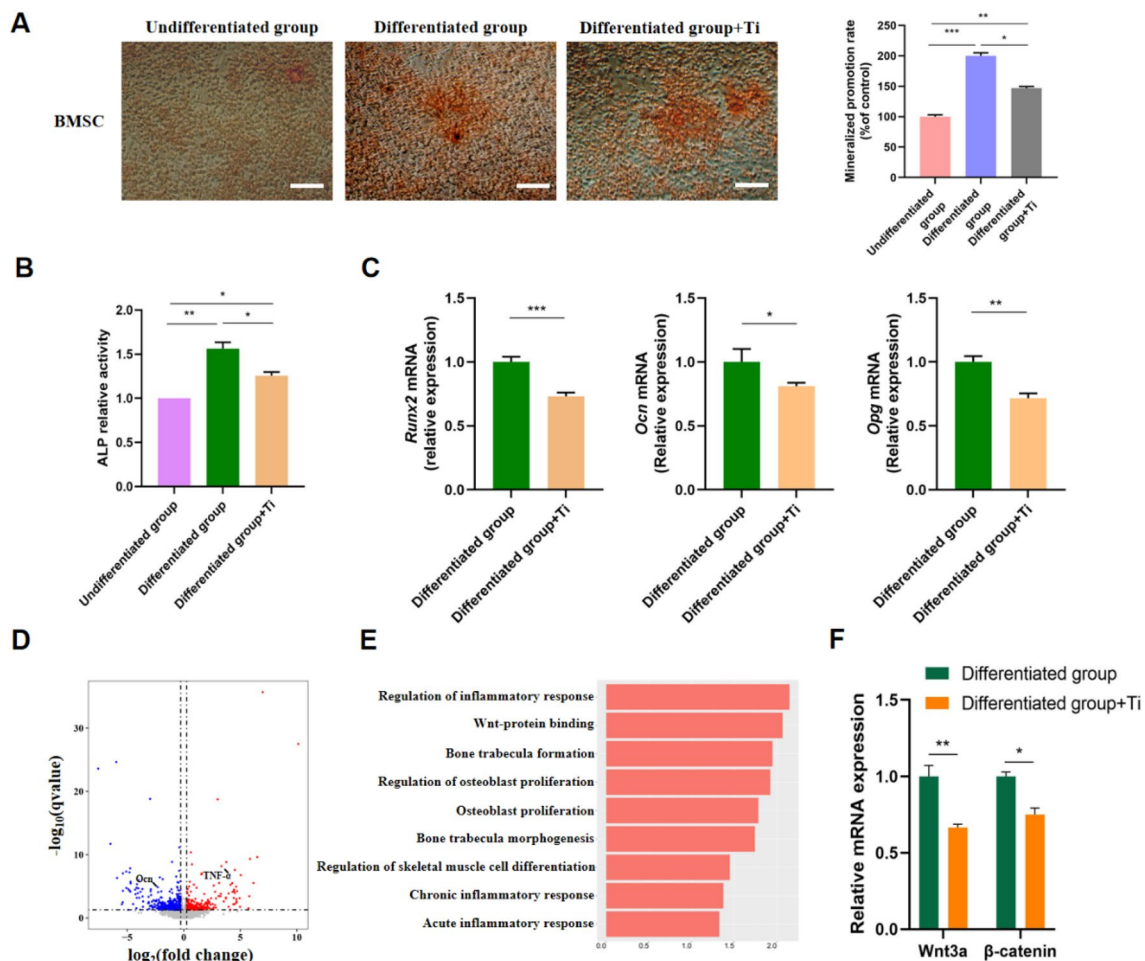 A
Undifferentiated group
Differentiated group
Differentiated group+Ti
BMSC
Mineralized promotion rate
(%of control)
250
200
150
100
50
0
**
***
*
Undifferentiated
group
Differentiated
group
Differentiated
group+Ti
B
ALP relative activity
2.0
1.5
1.0
0.5
0.0
*
**
*
Undifferentiated group
Differentiated group
Differentiated group+Ti
C
Runx2 mRNA
(relative expression)
1.5
1.0
0.5
0.0
***
Differentiated group
Differentiated group+Ti
Ocn mRNA
(Relative expression)
1.5
1.0
0.5
0.0
*
Differentiated group
Differentiated group+Ti
Opg mRNA
(Relative expression)
1.5
1.0
0.5
0.0
**
Differentiated group
Differentiated group+Ti
D
-log10(qvalue)
30
20
10
0
Ocn
TNF-α
−5
0
5
10
log2(fold change)
E
Regulation of inflammatory response
Wnt-protein binding
Bone trabecula formation
Regulation of osteoblast proliferation
Osteoblast proliferation
Bone trabecula morphogenesis
Regulation of skeletal muscle cell differentiation
Chronic inflammatory response
Acute inflammatory response
0.0
0.5
1.0
1.5
2.0
F
Differentiated group
Differentiated group+Ti
Relative mRNA expression
1.5
1.0
0.5
0.0
**
*
Wnt3a
β-catenin